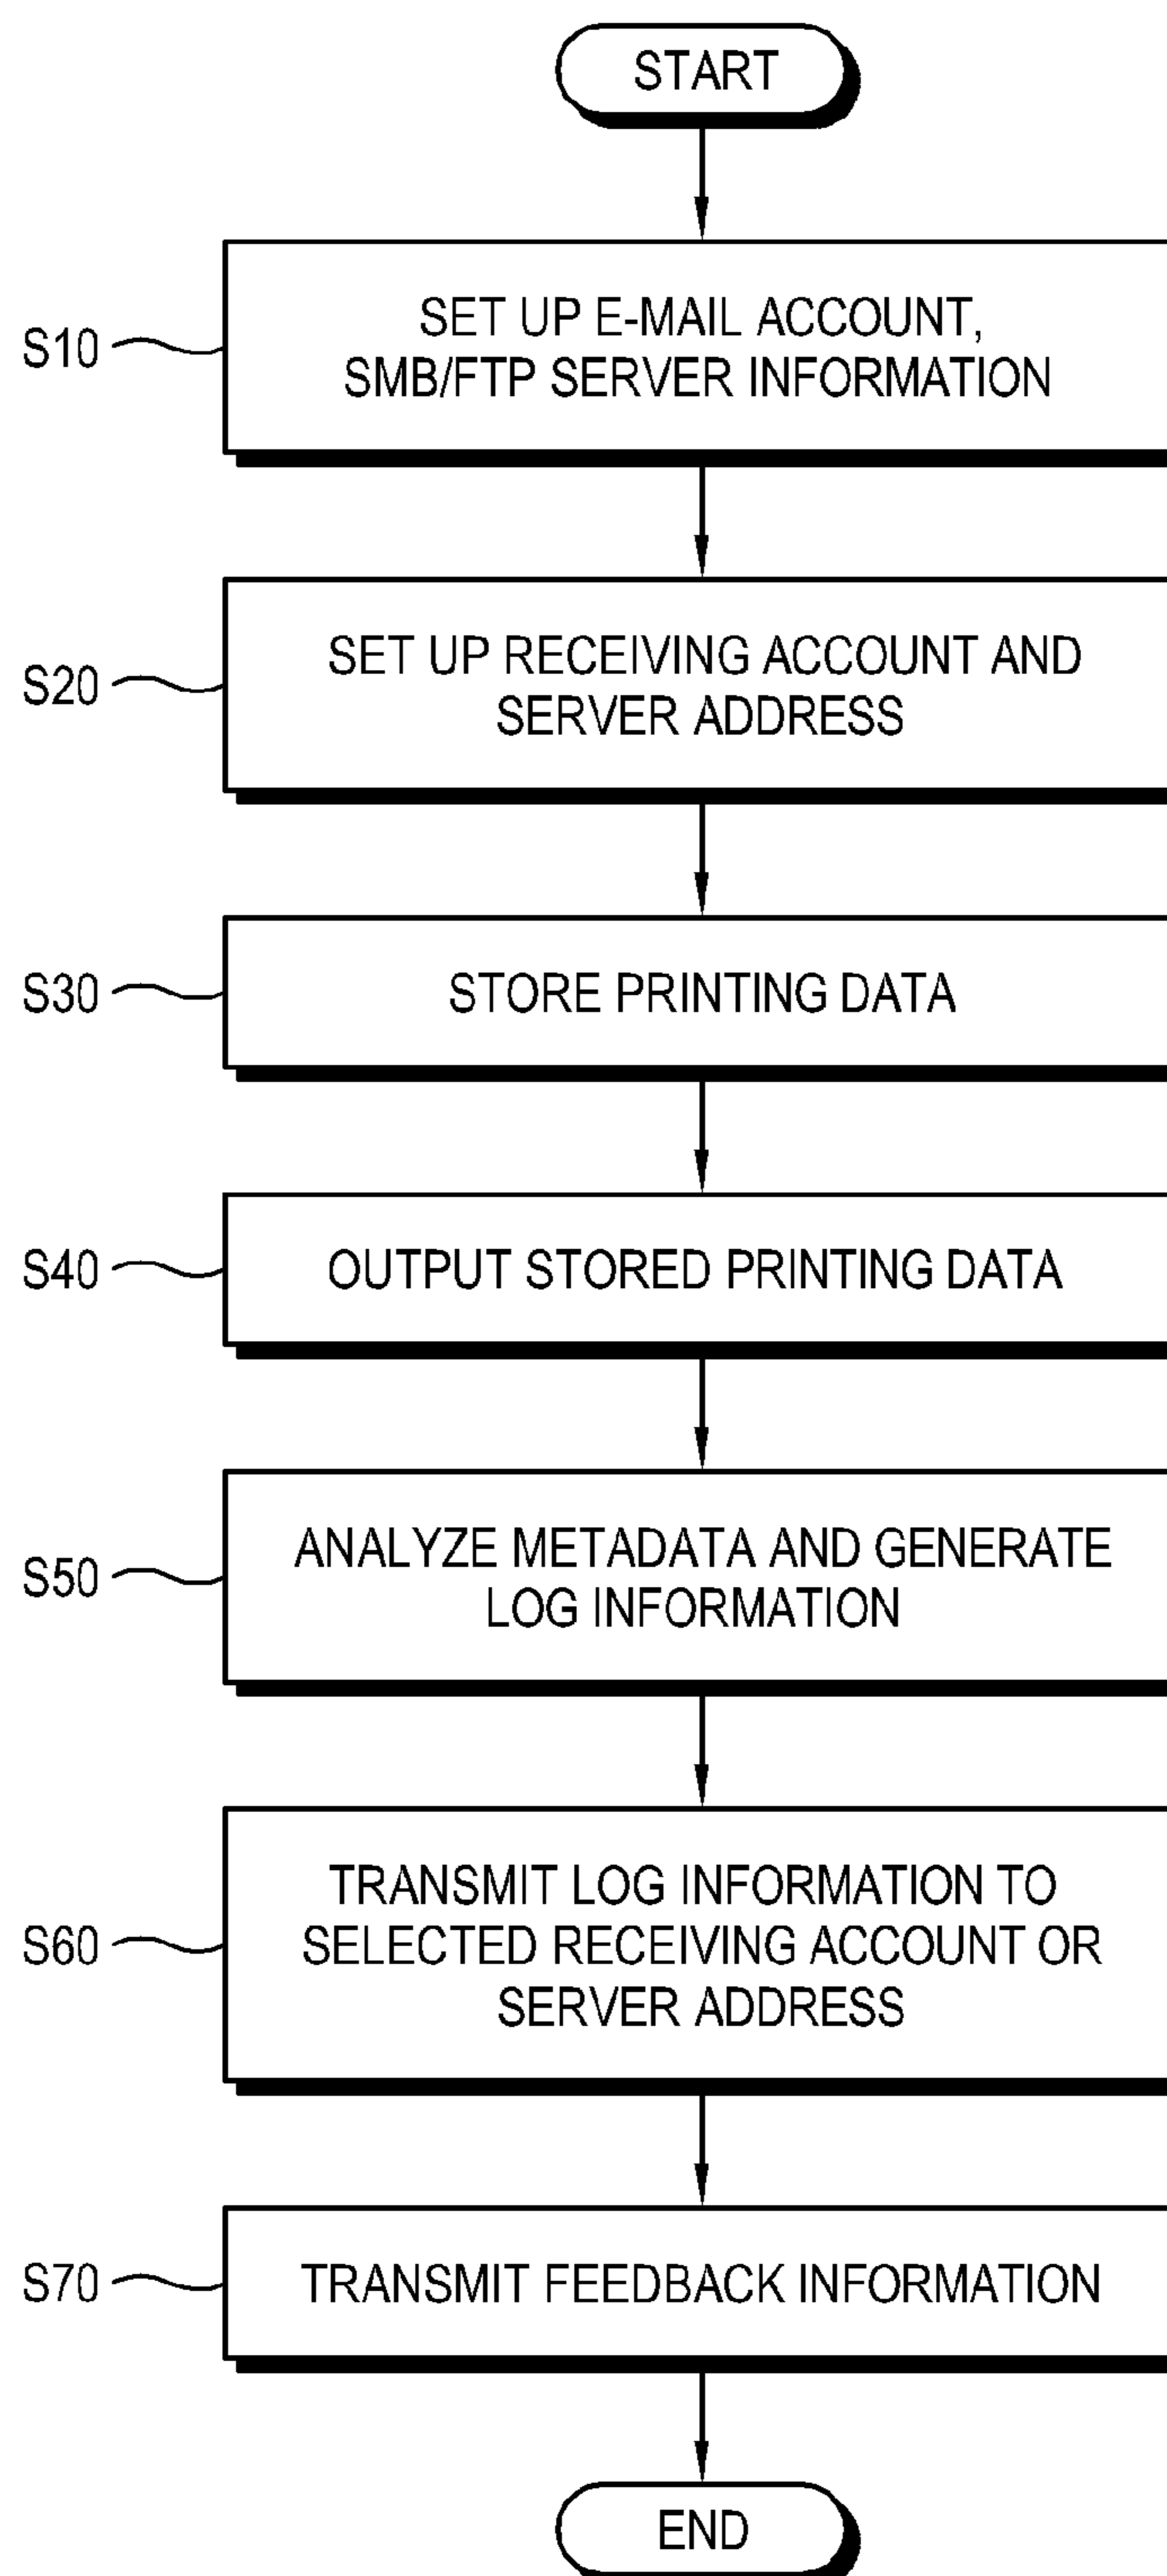 START
S10
SET UP E-MAIL ACCOUNT,
SMB/FTP SERVER INFORMATION
S20
SET UP RECEIVING ACCOUNT AND
SERVER ADDRESS
S30
STORE PRINTING DATA
S40
OUTPUT STORED PRINTING DATA
S50
ANALYZE METADATA AND GENERATE
LOG INFORMATION
S60
TRANSMIT LOG INFORMATION TO
SELECTED RECEIVING ACCOUNT OR
SERVER ADDRESS
S70
TRANSMIT FEEDBACK INFORMATION
END